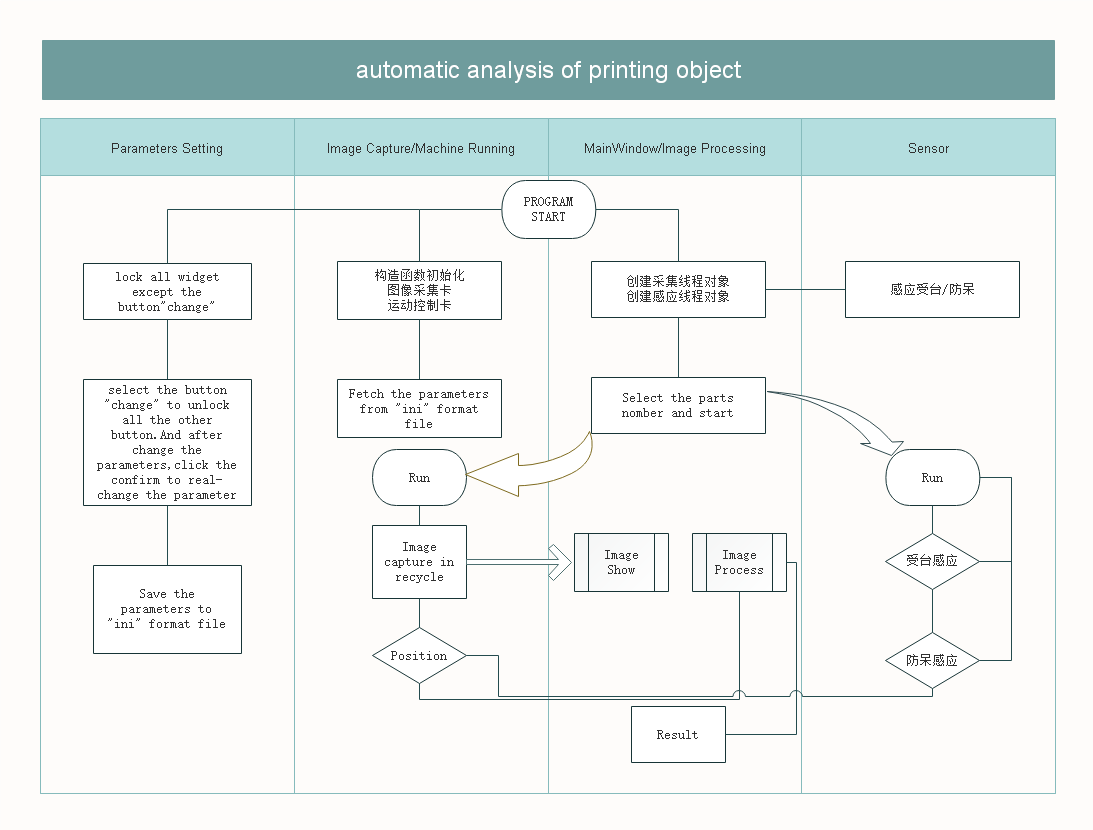 automatic analysis of printing object
Parameters Setting
Image Capture/Machine Running
MainWindow/Image Processing
Sensor
PROGRAM
START
lock all widget
except the
button"change"
构造函数初始化
图像采集卡
运动控制卡
创建采集线程对象
创建感应线程对象
感应受台/防呆
select the button
"change" to unlock
all the other
button.And after
change the
parameters,click the
confirm to real-
change the parameter
Fetch the parameters
from "ini" format
file
Select the parts
nomber and start
Run
Run
Image
capture in
recycle
Image
Show
Image
Process
受台感应
Save the
parameters to
"ini" format file
Position
防呆感应
Result